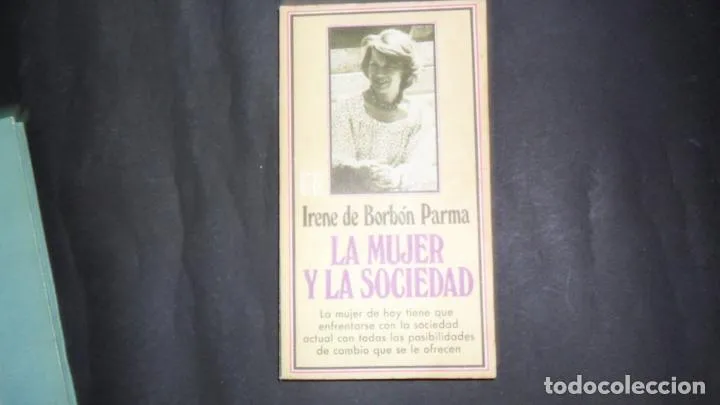 Irene de Borbón Parma
LA MUJER
Y LA SOCIEDAD
La mujer de hoy tiene que
enfrentarse con la sociedad
actual con todas las posibilidades
de cambio que se le ofrecen
todocoleccion